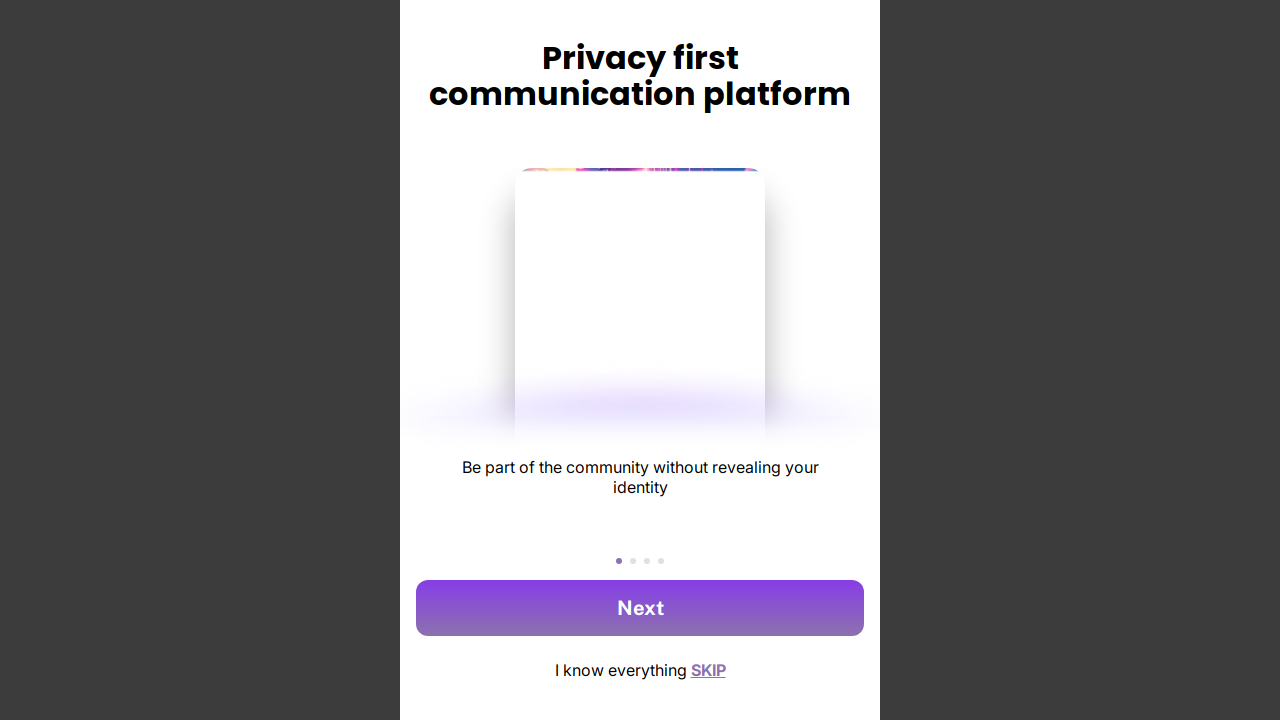 Privacy first
communication platform
Be part of the community without revealing your
identity
Next
I know everything SKIP